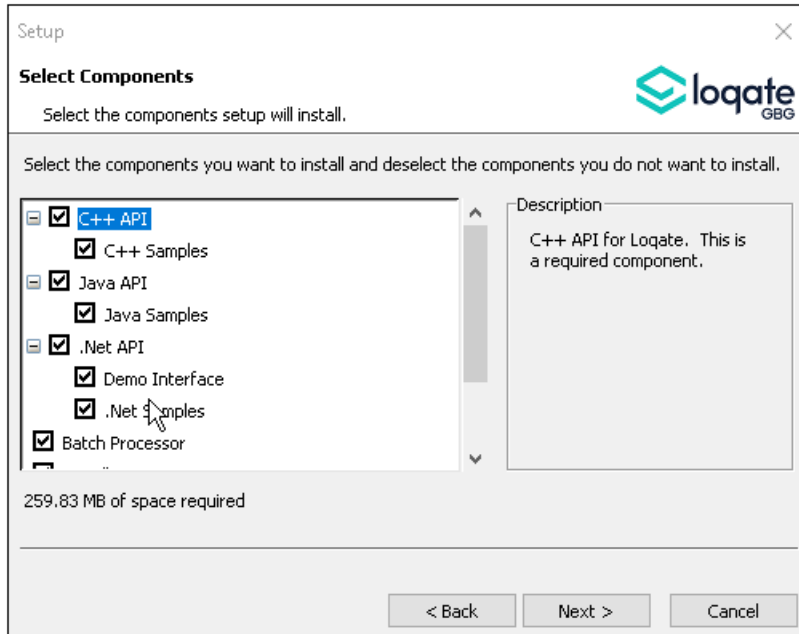 Setup
Select Components
Select the components setup will install.
loqate
GBG
Select the components you want to install and deselect the components you do not want to install.
C++ API
C++ Samples
Java API
Java Samples
.Net API
Demo Interface
.Net Samples
Batch Processor
Description
C++ API for Loqate. This is
a required component.
259.83 MB of space required
< Back
Next >
Cancel